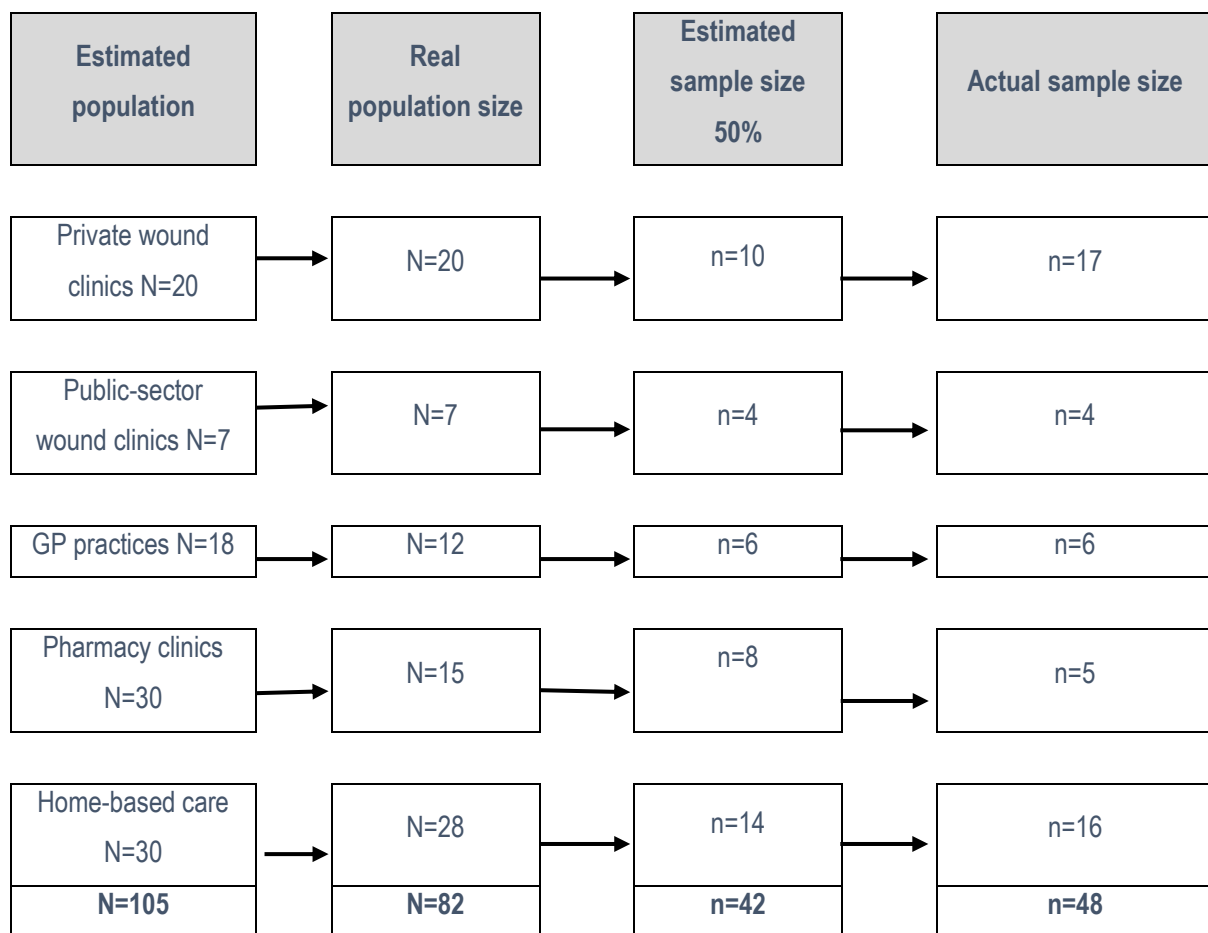 Estimated
population
Real
population size
Estimated
sample size
50%
Actual sample size
Private wound
clinics N=20
N=20
n=10
n=17
Public-sector
wound clinics N=7
N=7
n=4
n=4
GP practices N=18
N=12
n=6
n=6
Pharmacy clinics
N=30
N=15
n=8
n=5
Home-based care
N=30
N=28
n=14
n=16
N=105
N=82
n=42
n=48